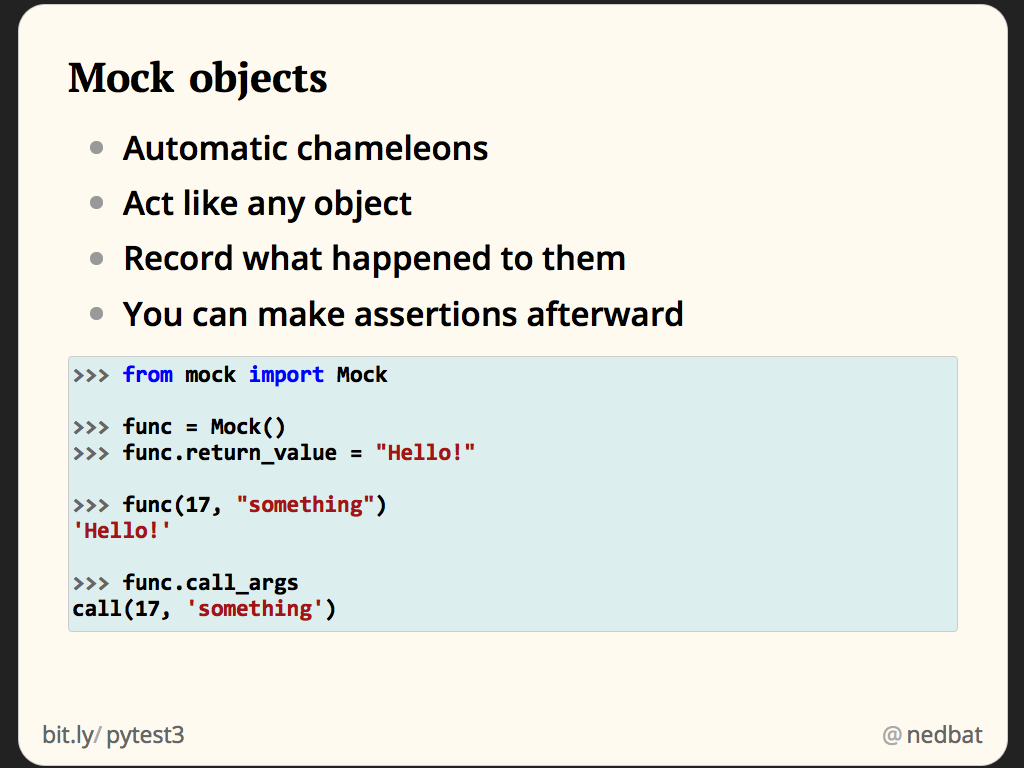 Mock objects
Automatic chameleons
Act like any object
Record what happened to them
You can make assertions afterward
>>> from mock import Mock
>>> func = Mock()
>>> func.return_value = "Hello!"
>>> func(17, "something")
'Hello!'
>>> func.call_args
call(17, 'something')
bit.ly/ pytest3
@ nedbat